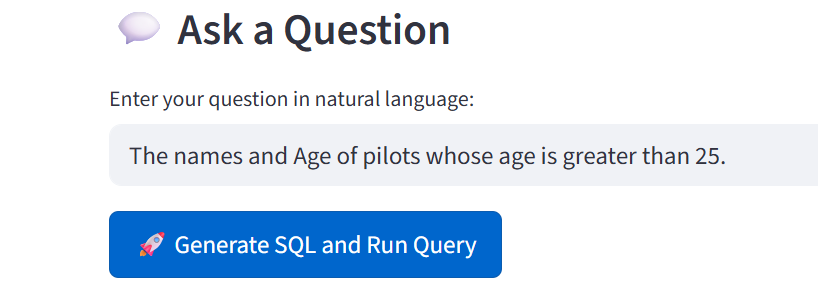 Ask a Question
Enter your question in natural language:
The names and Age of pilots whose age is greater than 25.
Generate SQL and Run Query